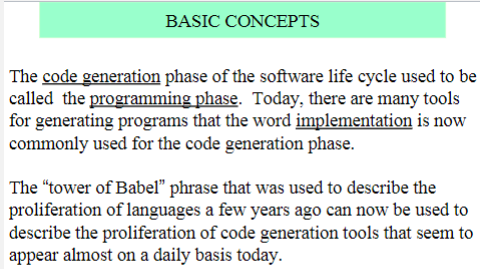 BASIC CONCEPTS
The code generation phase of the software life cycle used to be
called the programming phase. Today, there are many tools
for generating programs that the word implementation is now
commonly used for the code generation phase.
The “tower of Babel” phrase that was used to describe the
proliferation of languages a few years ago can now be used to
describe the proliferation of code generation tools that seem to
appear almost on a daily basis today.